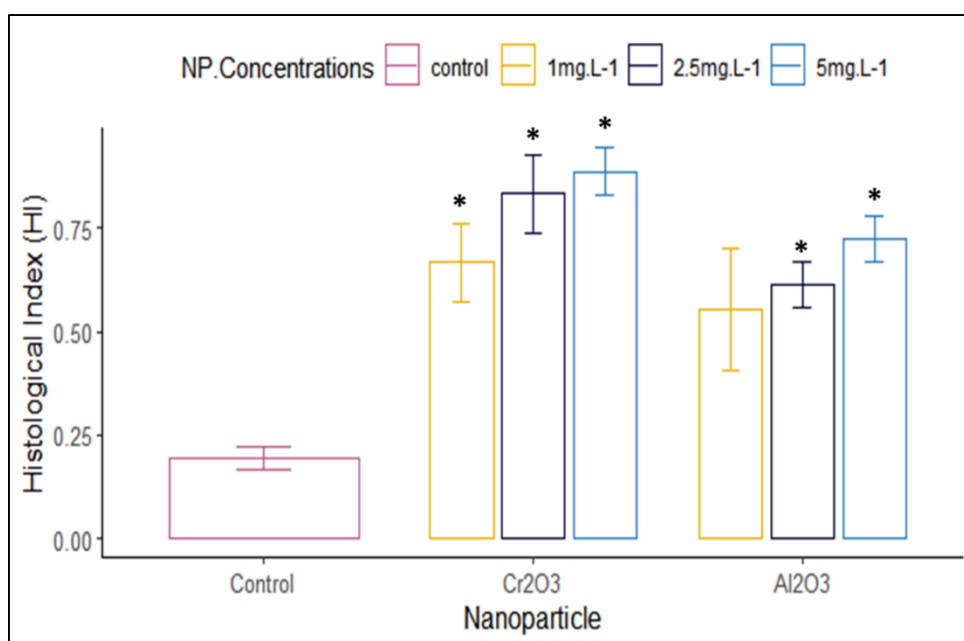 NP.Concentrations control 1mg.L-1 2.5mg.L-1 5mg.L-1
Histological Index (HI)
0.75
0.50
0.25
0.00
* * *
* *
Control Cr2O3 Al2O3
Nanoparticle